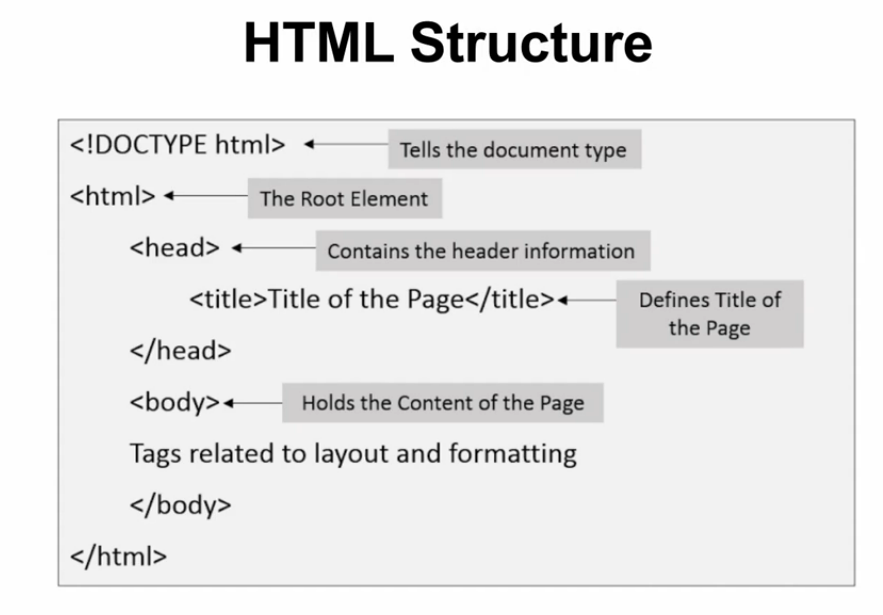 HTML Structure
<!DOCTYPE html>
Tells the document type
<html>
The Root Element
<head>
Contains the header information
<title>Title of the Page</title>
Defines Title of
the Page
</head>
<body>
Holds the Content of the Page
Tags related to layout and formatting
</body>
</html>